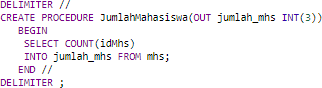 DELIMITER //
CREATE PROCEDURE JumlahMahasiswa(OUT jumlah_mhs INT(3))
BEGIN
SELECT COUNT(idMhs)
INTO jumlah_mhs FROM mhs;
END //
DELIMITER ;